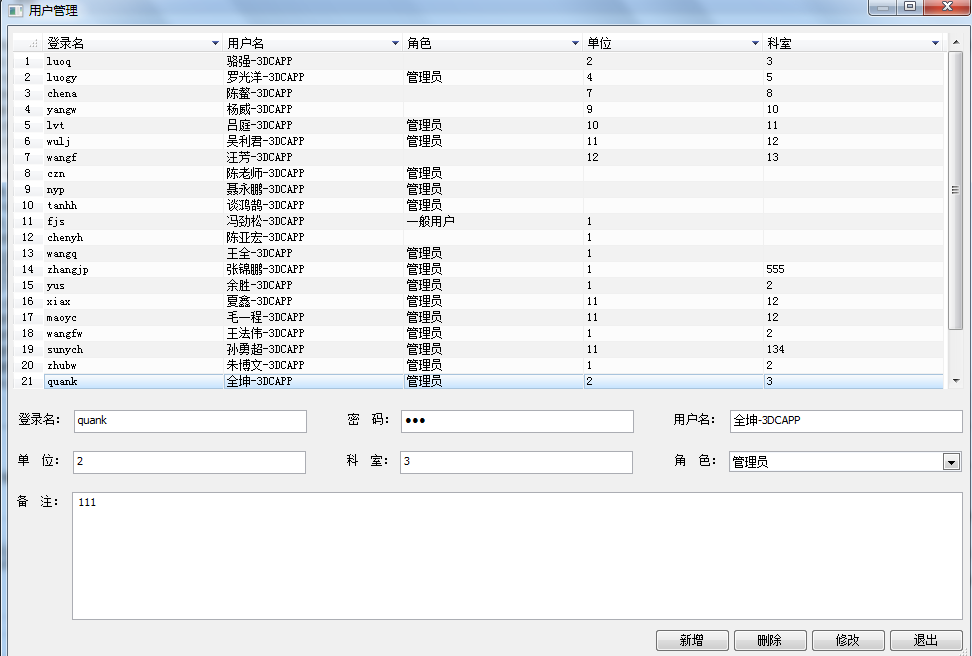 用户管理
登录名 用户名 角色 单位 科室
1 luoq 骆强-3DCAPP 2 3
2 luogy 罗光洋-3DCAPP 管理员 4 5
3 chena 陈鳌-3DCAPP 7 8
4 yangw 杨威-3DCAPP 9 10
5 lvt 吕庭-3DCAPP 管理员 10 11
6 wulj 吴利君-3DCAPP 管理员 11 12
7 wangf 汪芳-3DCAPP 12 13
8 czn 陈老师-3DCAPP 管理员
9 nyp 聂永鹏-3DCAPP 管理员
10 tanhh 谈鸿鹄-3DCAPP 管理员
11 fjs 冯劲松-3DCAPP 一般用户 1
12 chenyh 陈亚宏-3DCAPP 1
13 wangq 王全-3DCAPP 管理员 1
14 zhangjp 张锦鹏-3DCAPP 管理员 1 555
15 yus 余胜-3DCAPP 管理员 1 2
16 xiax 夏鑫-3DCAPP 管理员 11 12
17 maoyc 毛一程-3DCAPP 管理员 11 12
18 wangfw 王法伟-3DCAPP 管理员 1 2
19 sunych 孙勇超-3DCAPP 管理员 11 134
20 zhubw 朱博文-3DCAPP 管理员 1 2
21 quank 全坤-3DCAPP 管理员 2 3
登录名: quank 密 码: ●●● 用户名: 全坤-3DCAPP
单 位: 2 科 室: 3 角 色: 管理员
备 注: 111
新增 删除 修改 退出